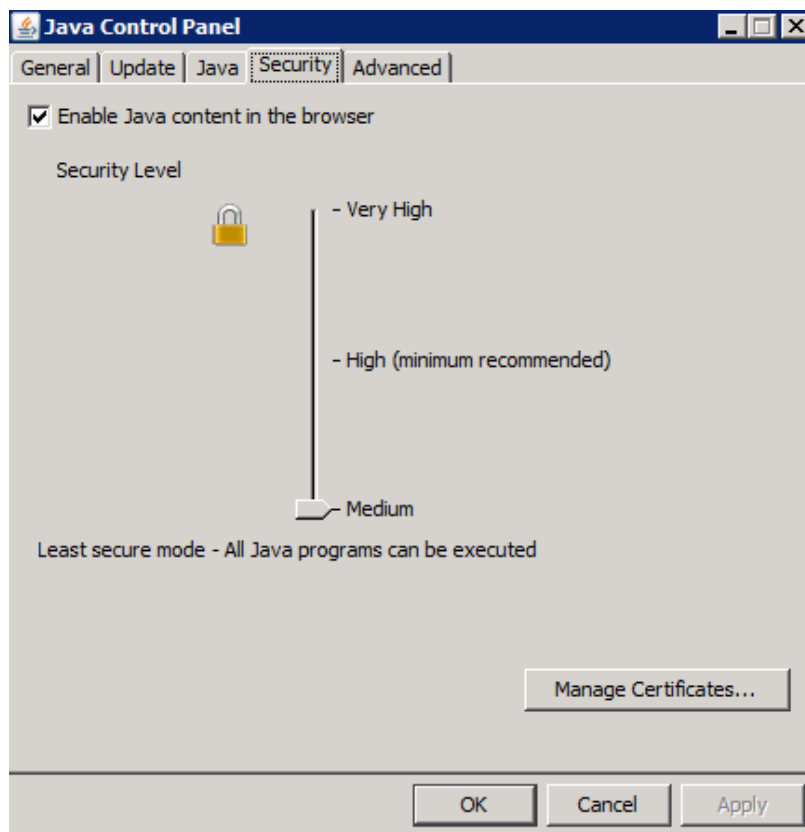 Java Control Panel
General Update Java Security Advanced
Enable Java content in the browser
Security Level
- Very High
- High (minimum recommended)
- Medium
Least secure mode - All Java programs can be executed
Manage Certificates...
OK Cancel Apply